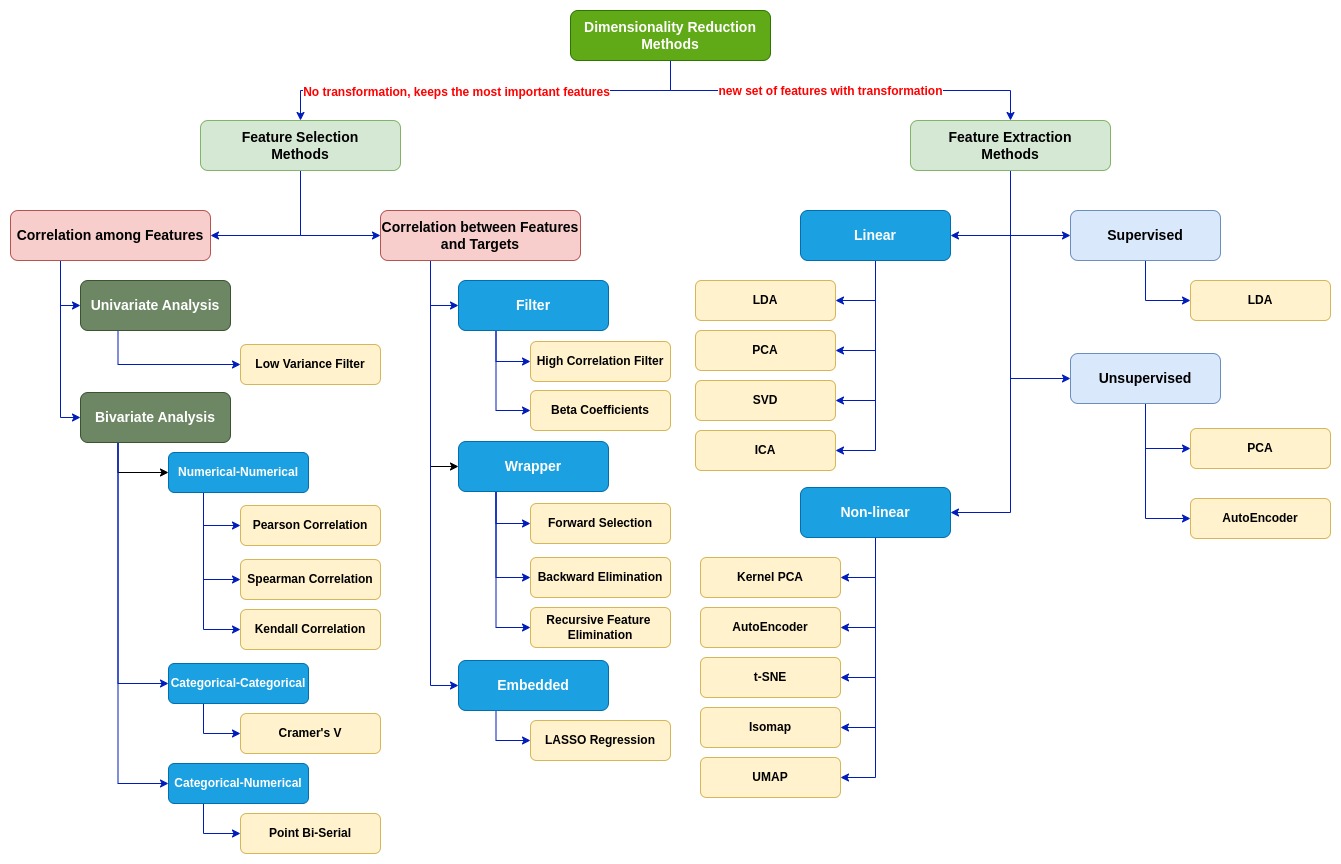 Dimensionality Reduction
Methods
No transformation, keeps the most important features
new set of features with transformation
Feature Selection
Methods
Feature Extraction
Methods
Correlation among Features
Correlation between Features
and Targets
Linear
Supervised
Univariate Analysis
Low Variance Filter
Bivariate Analysis
Numerical-Numerical
Pearson Correlation
Spearman Correlation
Kendall Correlation
Categorical-Categorical
Cramer's V
Categorical-Numerical
Point Bi-Serial
Filter
High Correlation Filter
Beta Coefficients
Wrapper
Forward Selection
Backward Elimination
Recursive Feature
Elimination
Embedded
LASSO Regression
LDA
PCA
SVD
ICA
Non-linear
Kernel PCA
AutoEncoder
t-SNE
Isomap
UMAP
LDA
Unsupervised
PCA
AutoEncoder